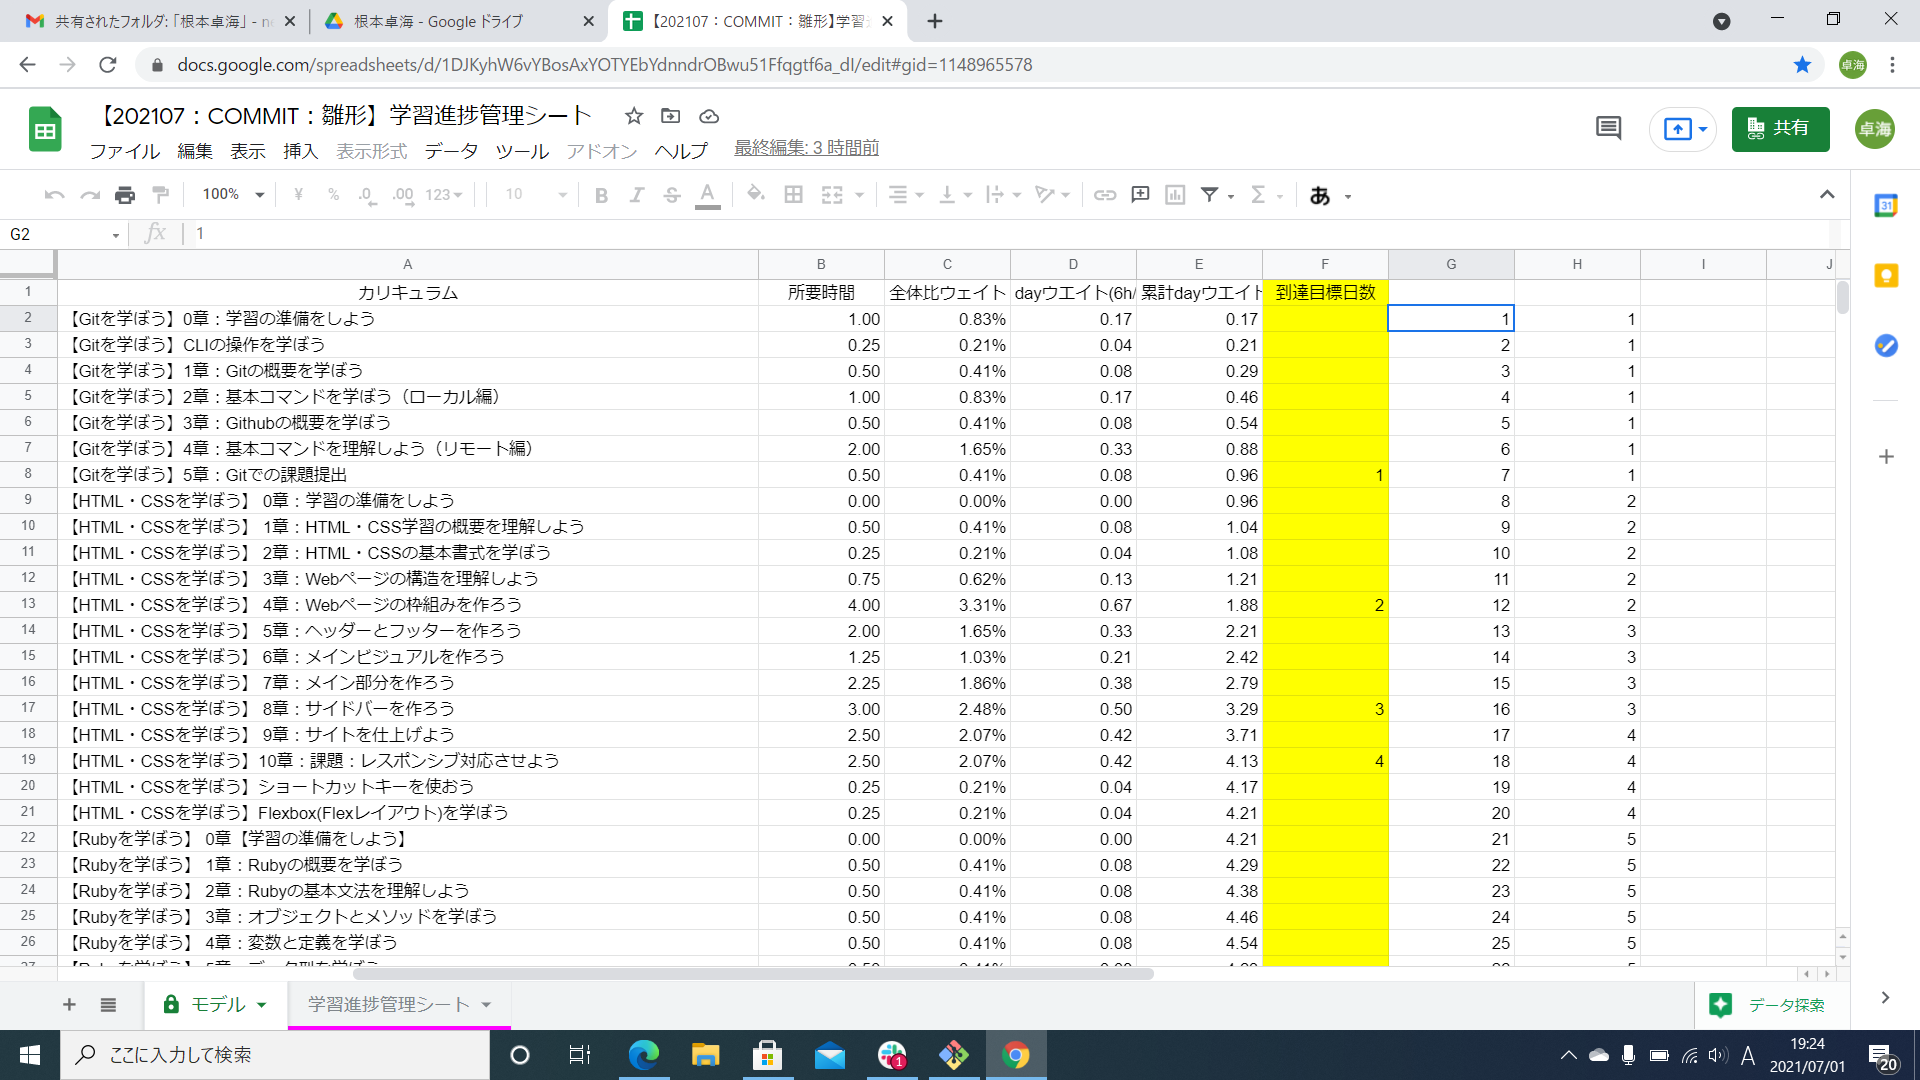 共有されたフォルダ:「根本卓海」- n
根本卓海 - Google ドライブ
【202107：COMMIT：雛形】学習
docs.google.com/spreadsheets/d/1DJKyhW6vYBosAxYOTYEbYdnndrOBwu51Ffqgtf6a_dI/edit#gid=1148965578
卓海
【202107：COMMIT：雛形】学習進捗管理シート
共有
卓海
ファイル 編集 表示 挿入 表示形式 データ ツール アドオン ヘルプ 最終編集: 3 時間前
100% ¥ % .0 .00 123 10 B I S A Σ あ
31
G2 fx 1
A B C D E F G H I J
1 カリキュラム 所要時間 全体比ウェイト dayウエイト(6h/ 累計dayウエイト 到達目標日数
2 【Gitを学ぼう】0章：学習の準備をしよう 1.00 0.83% 0.17 0.17 1 1
3 【Gitを学ぼう】CLIの操作を学ぼう 0.25 0.21% 0.04 0.21 2 1
4 【Gitを学ぼう】1章：Gitの概要を学ぼう 0.50 0.41% 0.08 0.29 3 1
5 【Gitを学ぼう】2章：基本コマンドを学ぼう（ローカル編） 1.00 0.83% 0.17 0.46 4 1
6 【Gitを学ぼう】3章：Githubの概要を学ぼう 0.50 0.41% 0.08 0.54 5 1
7 【Gitを学ぼう】4章：基本コマンドを理解しよう（リモート編） 2.00 1.65% 0.33 0.88 6 1
8 【Gitを学ぼう】5章：Gitでの課題提出 0.50 0.41% 0.08 0.96 1 7 1
9 【HTML・CSSを学ぼう】 0章：学習の準備をしよう 0.00 0.00% 0.00 0.96 8 2
10 【HTML・CSSを学ぼう】 1章：HTML・CSS学習の概要を理解しよう 0.50 0.41% 0.08 1.04 9 2
11 【HTML・CSSを学ぼう】 2章：HTML・CSSの基本書式を学ぼう 0.25 0.21% 0.04 1.08 10 2
12 【HTML・CSSを学ぼう】 3章：Webページの構造を理解しよう 0.75 0.62% 0.13 1.21 11 2
13 【HTML・CSSを学ぼう】 4章：Webページの枠組みを作ろう 4.00 3.31% 0.67 1.88 2 12 2
14 【HTML・CSSを学ぼう】 5章：ヘッダーとフッターを作ろう 2.00 1.65% 0.33 2.21 13 3
15 【HTML・CSSを学ぼう】 6章：メインビジュアルを作ろう 1.25 1.03% 0.21 2.42 14 3
16 【HTML・CSSを学ぼう】 7章：メイン部分を作ろう 2.25 1.86% 0.38 2.79 15 3
17 【HTML・CSSを学ぼう】 8章：サイドバーを作ろう 3.00 2.48% 0.50 3.29 3 16 3
18 【HTML・CSSを学ぼう】 9章：サイトを仕上げよう 2.50 2.07% 0.42 3.71 17 4
19 【HTML・CSSを学ぼう】10章：課題：レスポンシブ対応させよう 2.50 2.07% 0.42 4.13 4 18 4
20 【HTML・CSSを学ぼう】ショートカットキーを使おう 0.25 0.21% 0.04 4.17 19 4
21 【HTML・CSSを学ぼう】Flexbox(Flexレイアウト)を学ぼう 0.25 0.21% 0.04 4.21 20 4
22 【Rubyを学ぼう】 0章【学習の準備をしよう】 0.00 0.00% 0.00 4.21 21 5
23 【Rubyを学ぼう】 1章：Rubyの概要を学ぼう 0.50 0.41% 0.08 4.29 22 5
24 【Rubyを学ぼう】 2章：Rubyの基本文法を理解しよう 0.50 0.41% 0.08 4.38 23 5
25 【Rubyを学ぼう】 3章：オブジェクトとメソッドを学ぼう 0.50 0.41% 0.08 4.46 24 5
26 【Rubyを学ぼう】 4章：変数と定義を学ぼう 0.50 0.41% 0.08 4.54 25 5
モデル 学習進捗管理シート データ探索
ここに入力して検索
1
A
19:24
2021/07/01
20